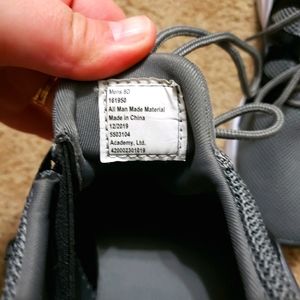 Mens 8D
161950
All Man Made Material
Made in China
12/2019
5503104
Academy, Ltd.
420002301019